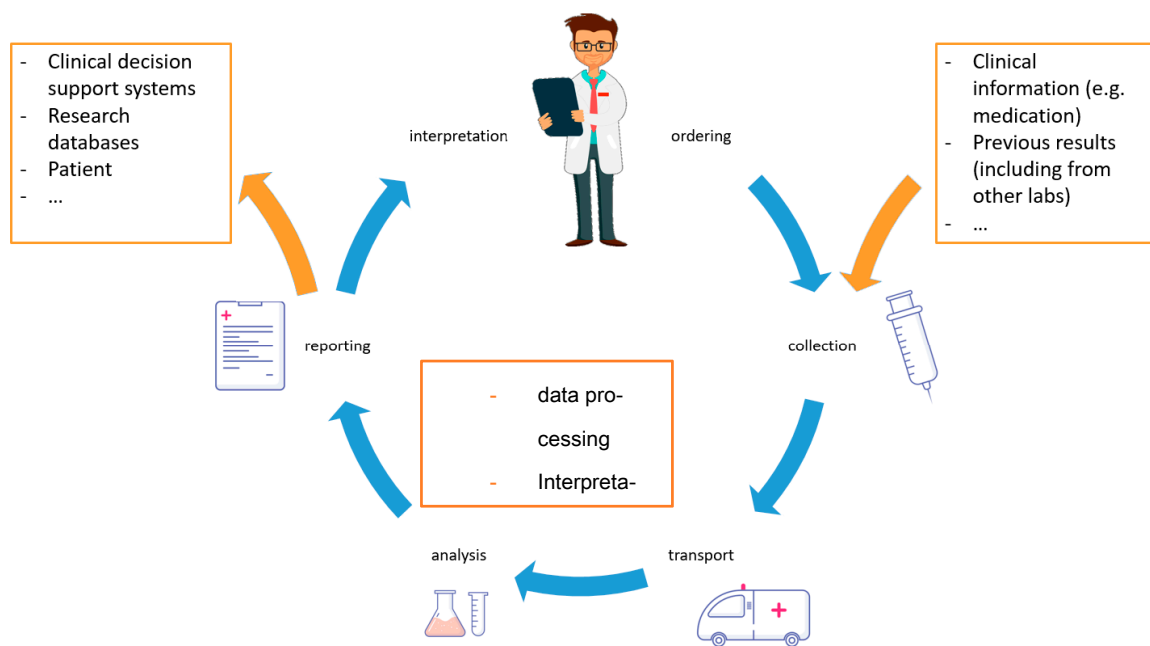 - Clinical decision
support systems
- Research
databases
- Patient
- ...
interpretation
ordering
- Clinical
information (e.g.
medication)
- Previous results
(including from
other labs)
- ...
reporting
collection
- data pro-
cessing
- Interpreta-
analysis
transport